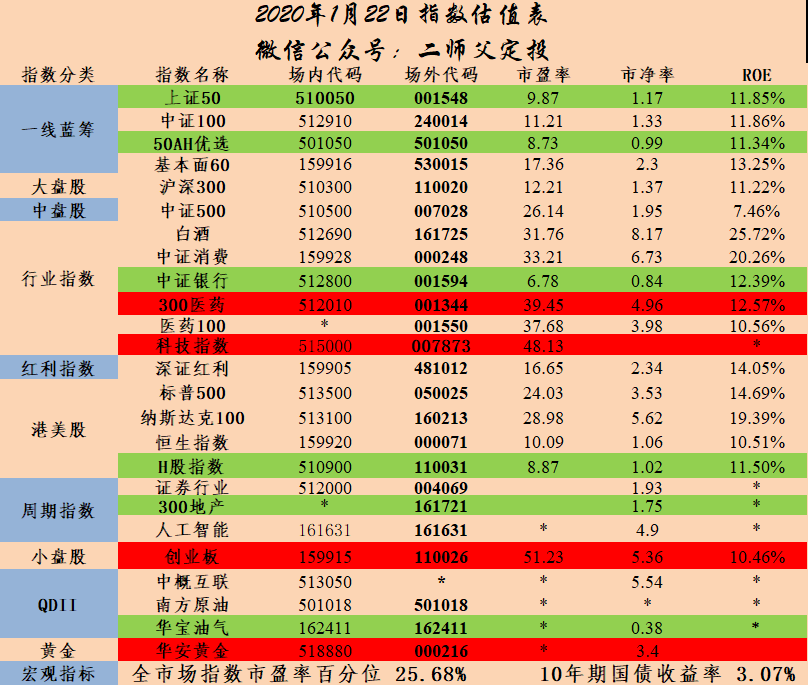 2020年1月22日指数估值表
微信公众号：二师父定投
指数分类 指数名称 场内代码 场外代码 市盈率 市净率 ROE
一线蓝筹 上证50 510050 001548 9.87 1.17 11.85%
中证100 512910 240014 11.21 1.33 11.86%
50AH优选 501050 501050 8.73 0.99 11.34%
基本面60 159916 530015 17.36 2.3 13.25%
大盘股 沪深300 510300 110020 12.21 1.37 11.22%
中盘股 中证500 510500 007028 26.14 1.95 7.46%
行业指数 白酒 512690 161725 31.76 8.17 25.72%
中证消费 159928 000248 33.21 6.73 20.26%
中证银行 512800 001594 6.78 0.84 12.39%
300医药 512010 001344 39.45 4.96 12.57%
医药100 * 001550 37.68 3.98 10.56%
科技指数 515000 007873 48.13 *
红利指数 深证红利 159905 481012 16.65 2.34 14.05%
港美股 标普500 513500 050025 24.03 3.53 14.69%
纳斯达克100 513100 160213 28.98 5.62 19.39%
恒生指数 159920 000071 10.09 1.06 10.51%
H股指数 510900 110031 8.87 1.02 11.50%
周期指数 证券行业 512000 004069 1.93 *
300地产 * 161721 1.75 *
人工智能 161631 161631 * 4.9 *
小盘股 创业板 159915 110026 51.23 5.36 10.46%
QDII 中概互联 513050 * * 5.54 *
南方原油 501018 501018 * * *
华宝油气 162411 162411 * 0.38 *
黄金 华安黄金 518880 000216 * 3.4
宏观指标 全市场指数市盈率百分位 25.68% 10年期国债收益率 3.07%